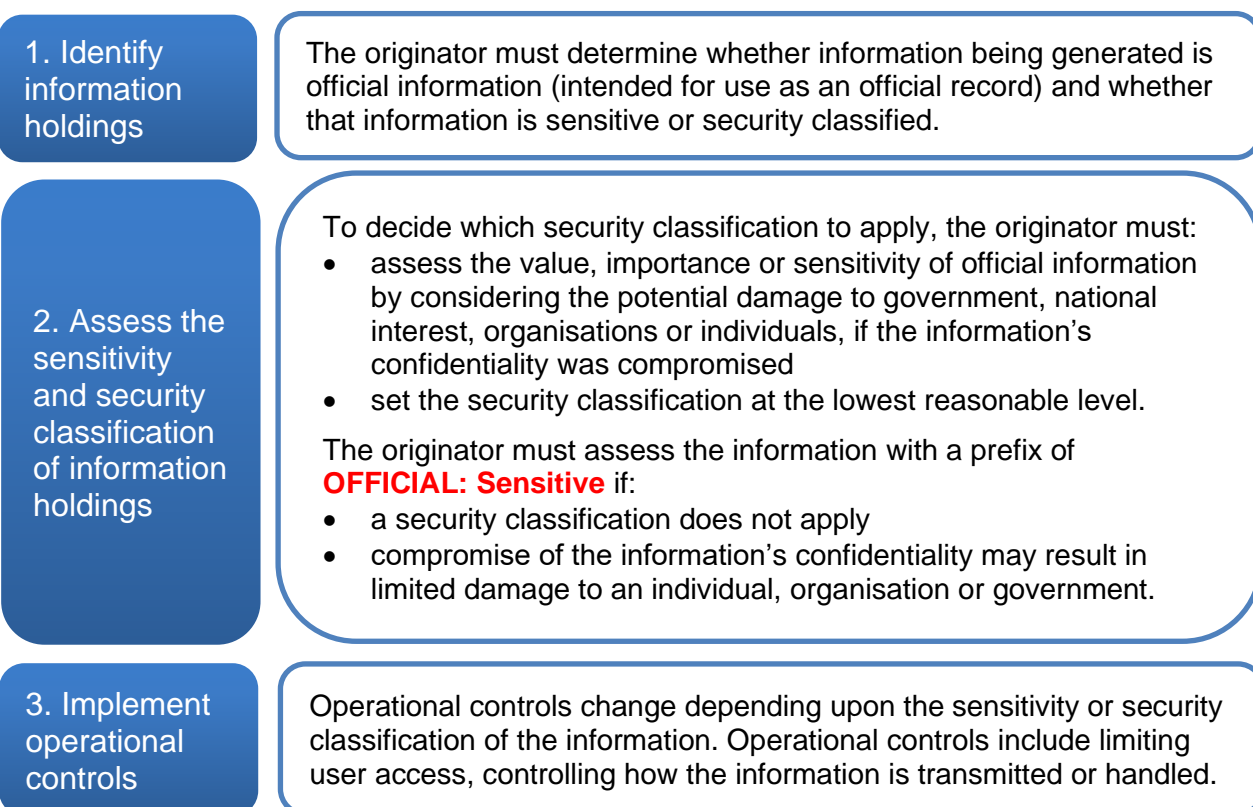 1. Identify
information
holdings
The originator must determine whether information being generated is
official information (intended for use as an official record) and whether
that information is sensitive or security classified.
2. Assess the
sensitivity
and security
classification
of information
holdings
To decide which security classification to apply, the originator must:
• assess the value, importance or sensitivity of official information
by considering the potential damage to government, national
interest, organisations or individuals, if the information’s
confidentiality was compromised
• set the security classification at the lowest reasonable level.
The originator must assess the information with a prefix of
OFFICIAL: Sensitive if:
• a security classification does not apply
• compromise of the information’s confidentiality may result in
limited damage to an individual, organisation or government.
3. Implement
operational
controls
Operational controls change depending upon the sensitivity or security
classification of the information. Operational controls include limiting
user access, controlling how the information is transmitted or handled.